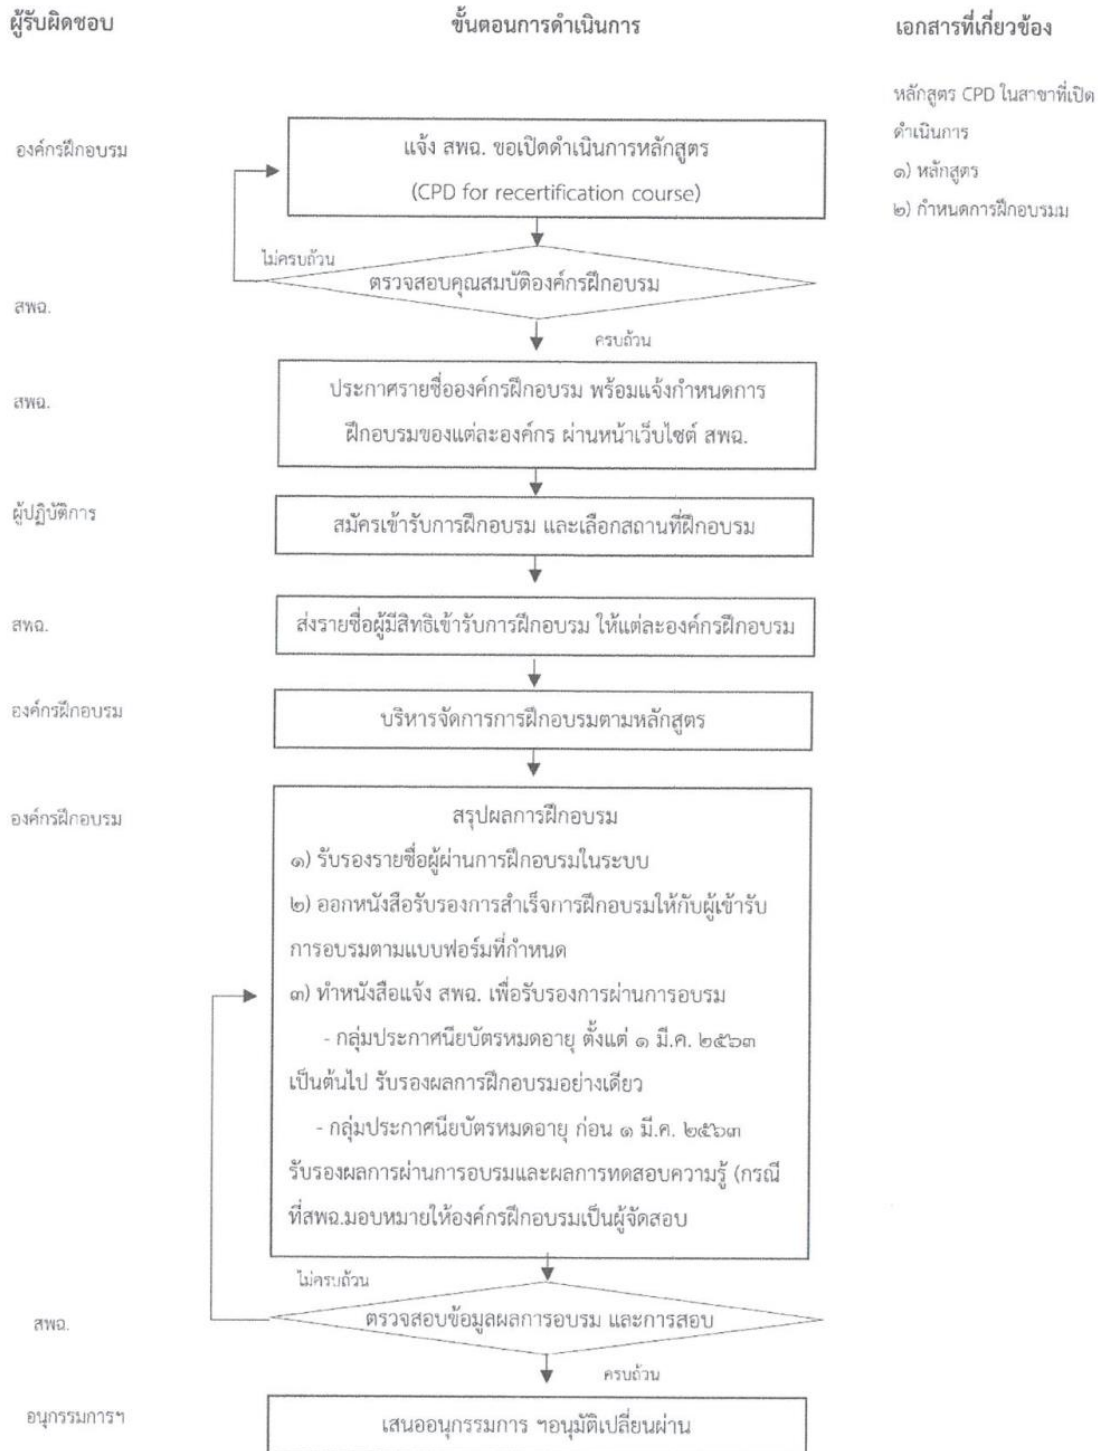 ผู้รับผิดชอบ
ขั้นตอนการดำเนินการ
เอกสารที่เกี่ยวข้อง
หลักสูตร CPD ในสาขาที่เปิด
ดำเนินการ
๑) หลักสูตร
๒) กำหนดการฝึกอบรมม
องค์กรฝึกอบรม
แจ้ง สพฉ. ขอเปิดดำเนินการหลักสูตร
(CPD for recertification course)
ไม่ครบถ้วน
ตรวจสอบคุณสมบัติองค์กรฝึกอบรม
สพฉ.
ครบถ้วน
สพฉ.
ประกาศรายชื่อองค์กรฝึกอบรม พร้อมแจ้งกำหนดการ
ฝึกอบรมของแต่ละองค์กร ผ่านหน้าเว็บไซต์ สพฉ.
ผู้ปฏิบัติการ
สมัครเข้ารับการฝึกอบรม และเลือกสถานที่ฝึกอบรม
สพฉ.
ส่งรายชื่อผู้มีสิทธิเข้ารับการฝึกอบรม ให้แต่ละองค์กรฝึกอบรม
องค์กรฝึกอบรม
บริหารจัดการการฝึกอบรมตามหลักสูตร
องค์กรฝึกอบรม
สรุปผลการฝึกอบรม
๑) รับรองรายชื่อผู้ผ่านการฝึกอบรมในระบบ
๒) ออกหนังสือรับรองการสำเร็จการฝึกอบรมให้กับผู้เข้ารับ
การอบรมตามแบบฟอร์มที่กำหนด
๓) ทำหนังสือแจ้ง สพฉ. เพื่อรับรองการผ่านการอบรม
- กลุ่มประกาศนียบัตรหมดอายุ ตั้งแต่ ๑ มี.ค. ๒๕๖๓
เป็นต้นไป รับรองผลการฝึกอบรมอย่างเดียว
- กลุ่มประกาศนียบัตรหมดอายุ ก่อน ๑ มี.ค. ๒๕๖๓
รับรองผลการผ่านการอบรมและผลการทดสอบความรู้ (กรณี
ที่สพฉ.มอบหมายให้องค์กรฝึกอบรมเป็นผู้จัดสอบ
ไม่ครบถ้วน
ตรวจสอบข้อมูลผลการอบรม และการสอบ
สพฉ.
ครบถ้วน
อนุกรรมการฯ
เสนออนุกรรมการ ฯอนุมัติเปลี่ยนผ่าน